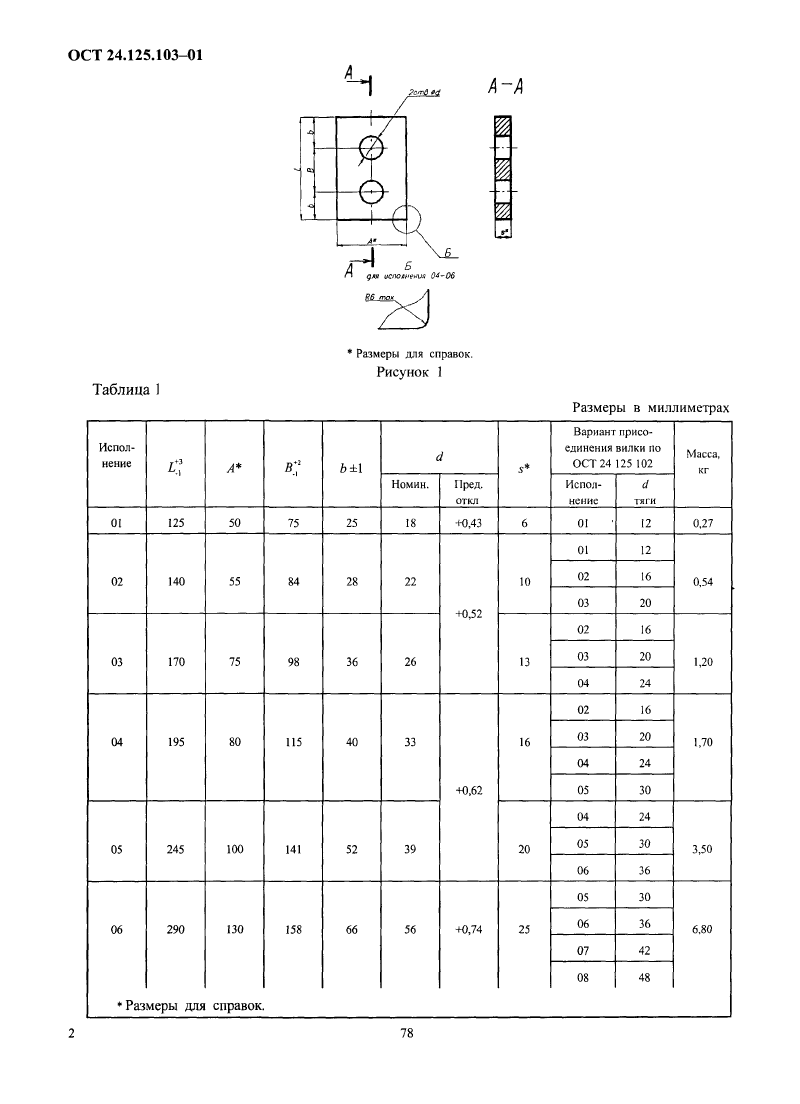 ОСТ 24.125.103–01
А
2отв.ød
А–А
b
L
B
b
А*
s*
Б
А
Б
для исполнения 04-06
R6 max
* Размеры для справок.
Рисунок 1
Таблица 1
Размеры в миллиметрах
Испол-
нение
L +3 -1
A*
B +2 -1
b ±1
d
s*
Вариант присо-
единения вилки по
ОСТ 24 125 102
Масса,
кг
Номин.
Пред.
откл
Испол-
нение
d
тяги
01 125 50 75 25 18 +0,43 6 01 12 0,27
01 12
02 140 55 84 28 22 10 02 16 0,54
03 20
+0,52
02 16
03 170 75 98 36 26 13 03 20 1,20
04 24
02 16
04 195 80 115 40 33 16 03 20 1,70
04 24
+0,62 05 30
04 24
05 245 100 141 52 39 20 05 30 3,50
06 36
05 30
06 290 130 158 66 56 +0,74 25 06 36 6,80
07 42
08 48
* Размеры для справок.
2
78